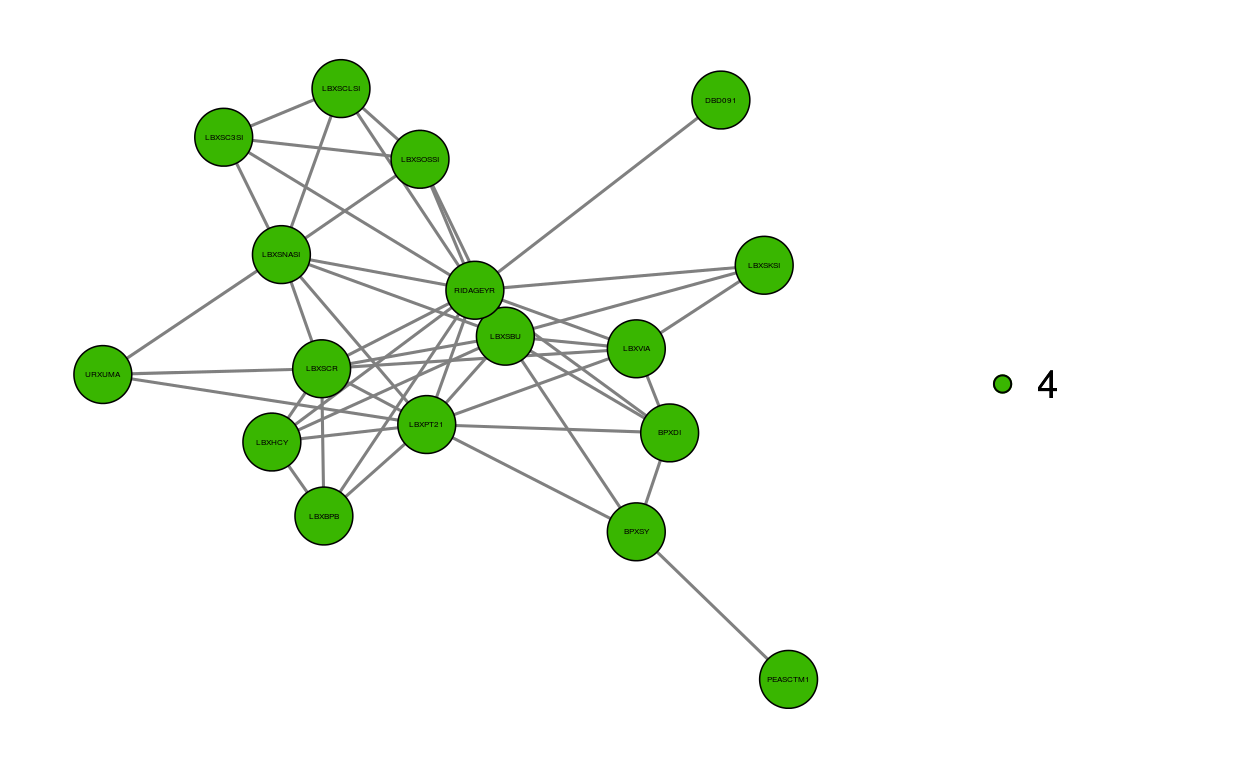 LBXSCLSI
DBD091
LBXSC3SI
LBXSOSSI
LBXSNASI
LBXSKSI
RIDAGEYR
LBXSBU
LBXVIA
LBXSCR
URXUMA
4
LBXPT21
BPXDI
LBXHCY
LBXBPB
BPXSY
PEASCTM1